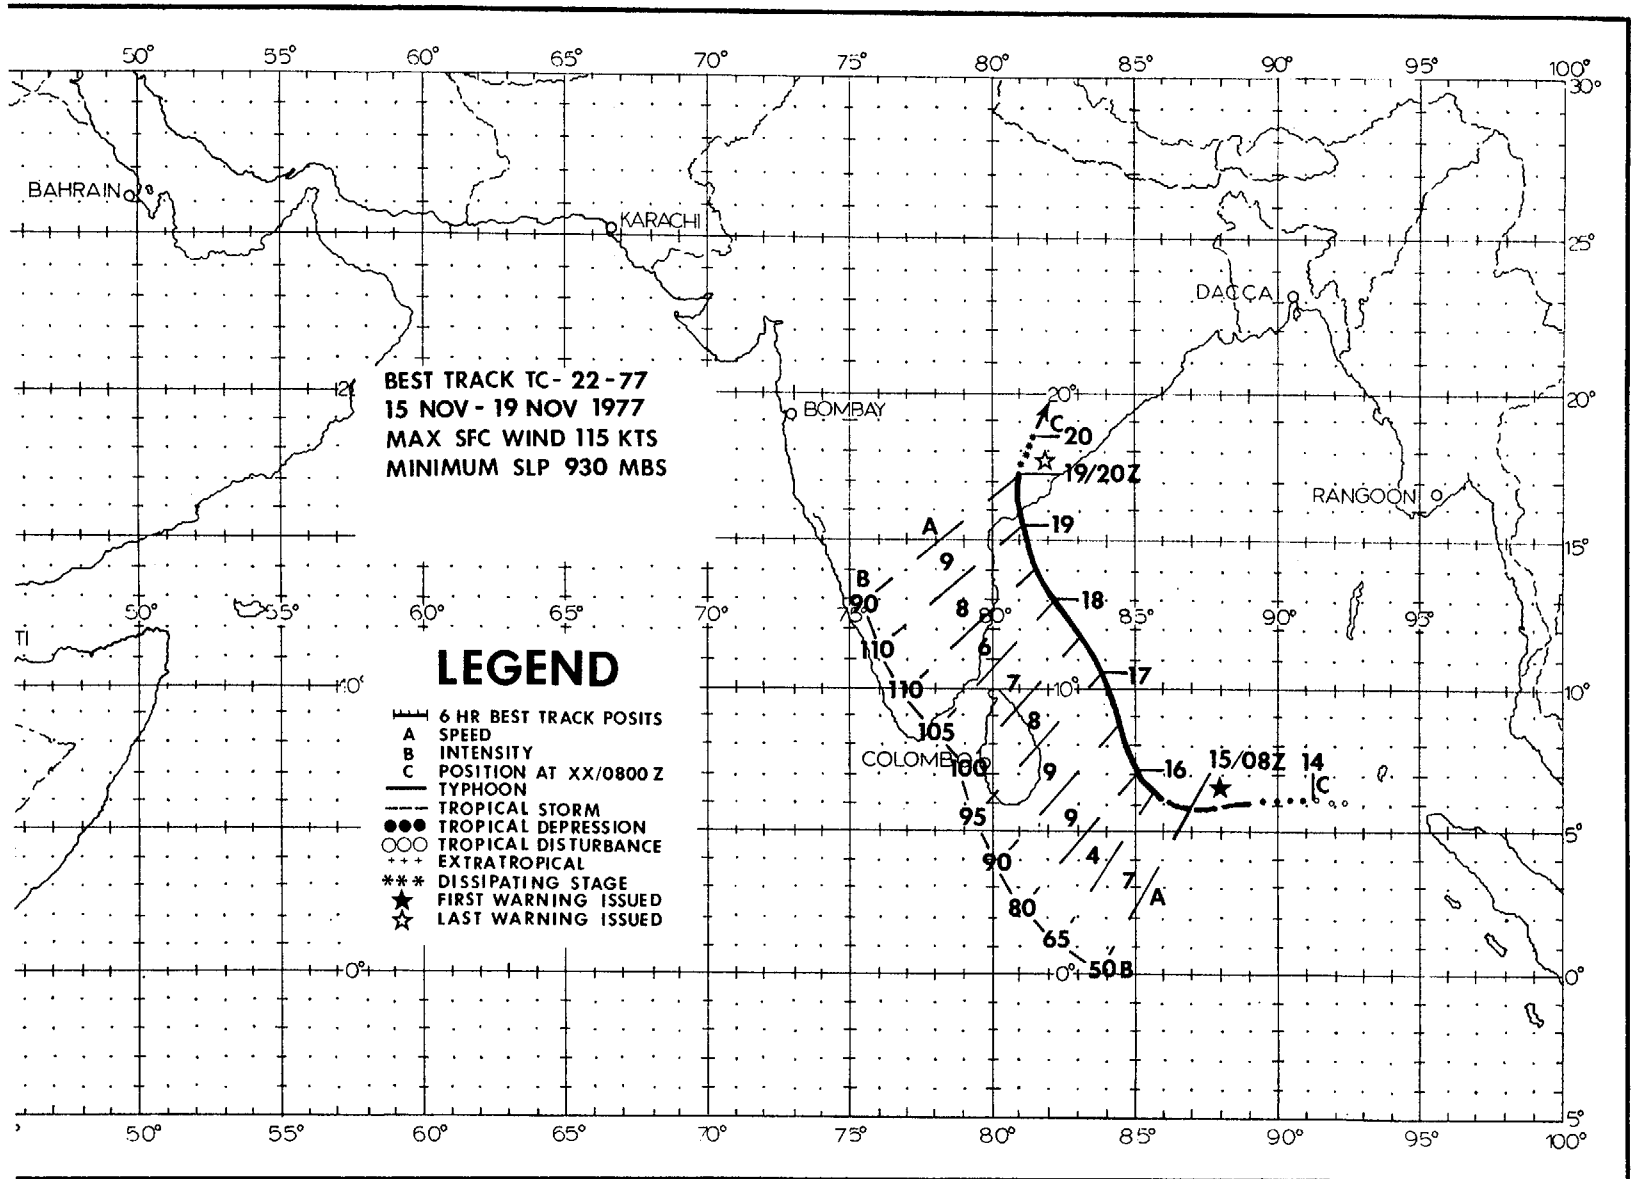 50° 55° 60° 65° 70° 75° 80° 85° 90° 95° 100°
30°
BAHRAIN
KARACHI
25°
DACCA
BEST TRACK TC-22-77
15 NOV-19 NOV 1977
MAX SFC WIND 115 KTS
MINIMUM SLP 930 MBS
20°
20°
BOMBAY
C
20
19/20Z
RANGOON
A
19
15°
9
B
90
8
18
50° 55° 60° 65° 70° 75° 80° 85° 90° 95°
TI
110
6
LEGEND
17
10°
110
7
10°
10°
6 HR BEST TRACK POSITS
A SPEED
B INTENSITY
C POSITION AT XX/0800 Z
TYPHOON
TROPICAL STORM
TROPICAL DEPRESSION
TROPICAL DISTURBANCE
EXTRATROPICAL
DISSIPATING STAGE
FIRST WARNING ISSUED
LAST WARNING ISSUED
105
8
COLOMBO
100
9
16
15/08Z
14
C
95
9
5°
90
4
7
A
80
65
50B
0°
0°
0°
5°
50° 55° 60° 65° 70° 75° 80° 85° 90° 95° 100°